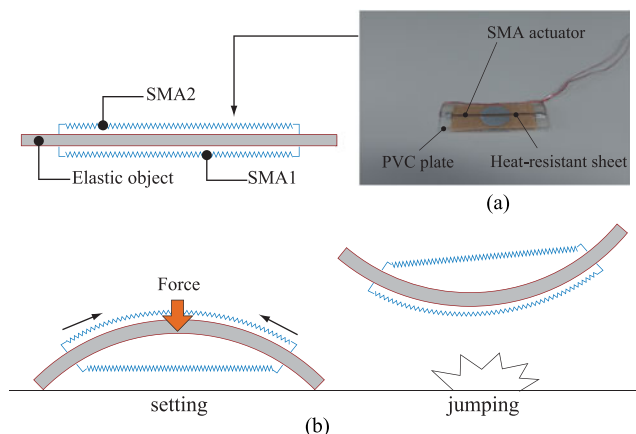 SMA2
Elastic object
SMA1
SMA actuator
PVC plate
Heat-resistant sheet
(a)
Force
setting
jumping
(b)